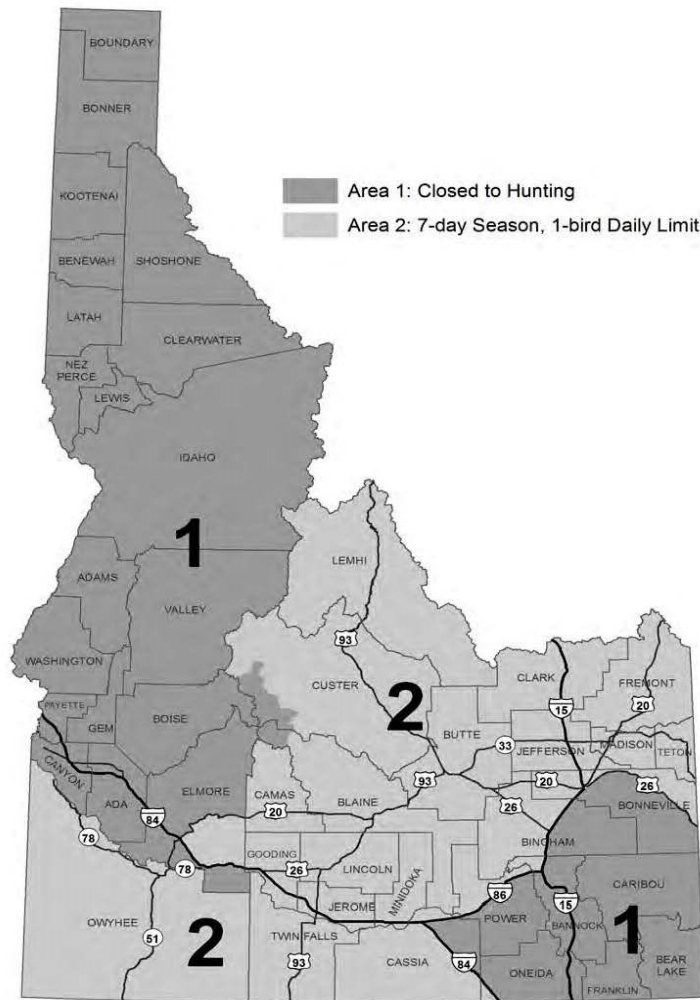 BOUNDARY
BONNER
Area 1: Closed to Hunting
KOOTENAI
Area 2: 7-day Season, 1-bird Daily Limit
BENEWAH
SHOSHONE
LATAH
CLEARWATER
NEZ
PERCE
LEWIS
IDAHO
1
LEMHI
ADAMS
VALLEY
93
WASHINGTON
CUSTER
CLARK
FREMONT
2
PAYETTE
15
20
BOISE
GEM
BUTTE
33
JEFFERSON
MADISON
TETON
CANYON
93
20
26
ELMORE
CAMAS
BLAINE
ADA
26
BONNEVILLE
84
20
78
BINGHAM
GOODING
78
26
LINCOLN
MINIDOKA
CARIBOU
86
15
JEROME
POWER
1
OWYHEE
BANNOCK
2
51
TWIN FALLS
93
CASSIA
84
BEAR
LAKE
ONEIDA
FRANKLIN